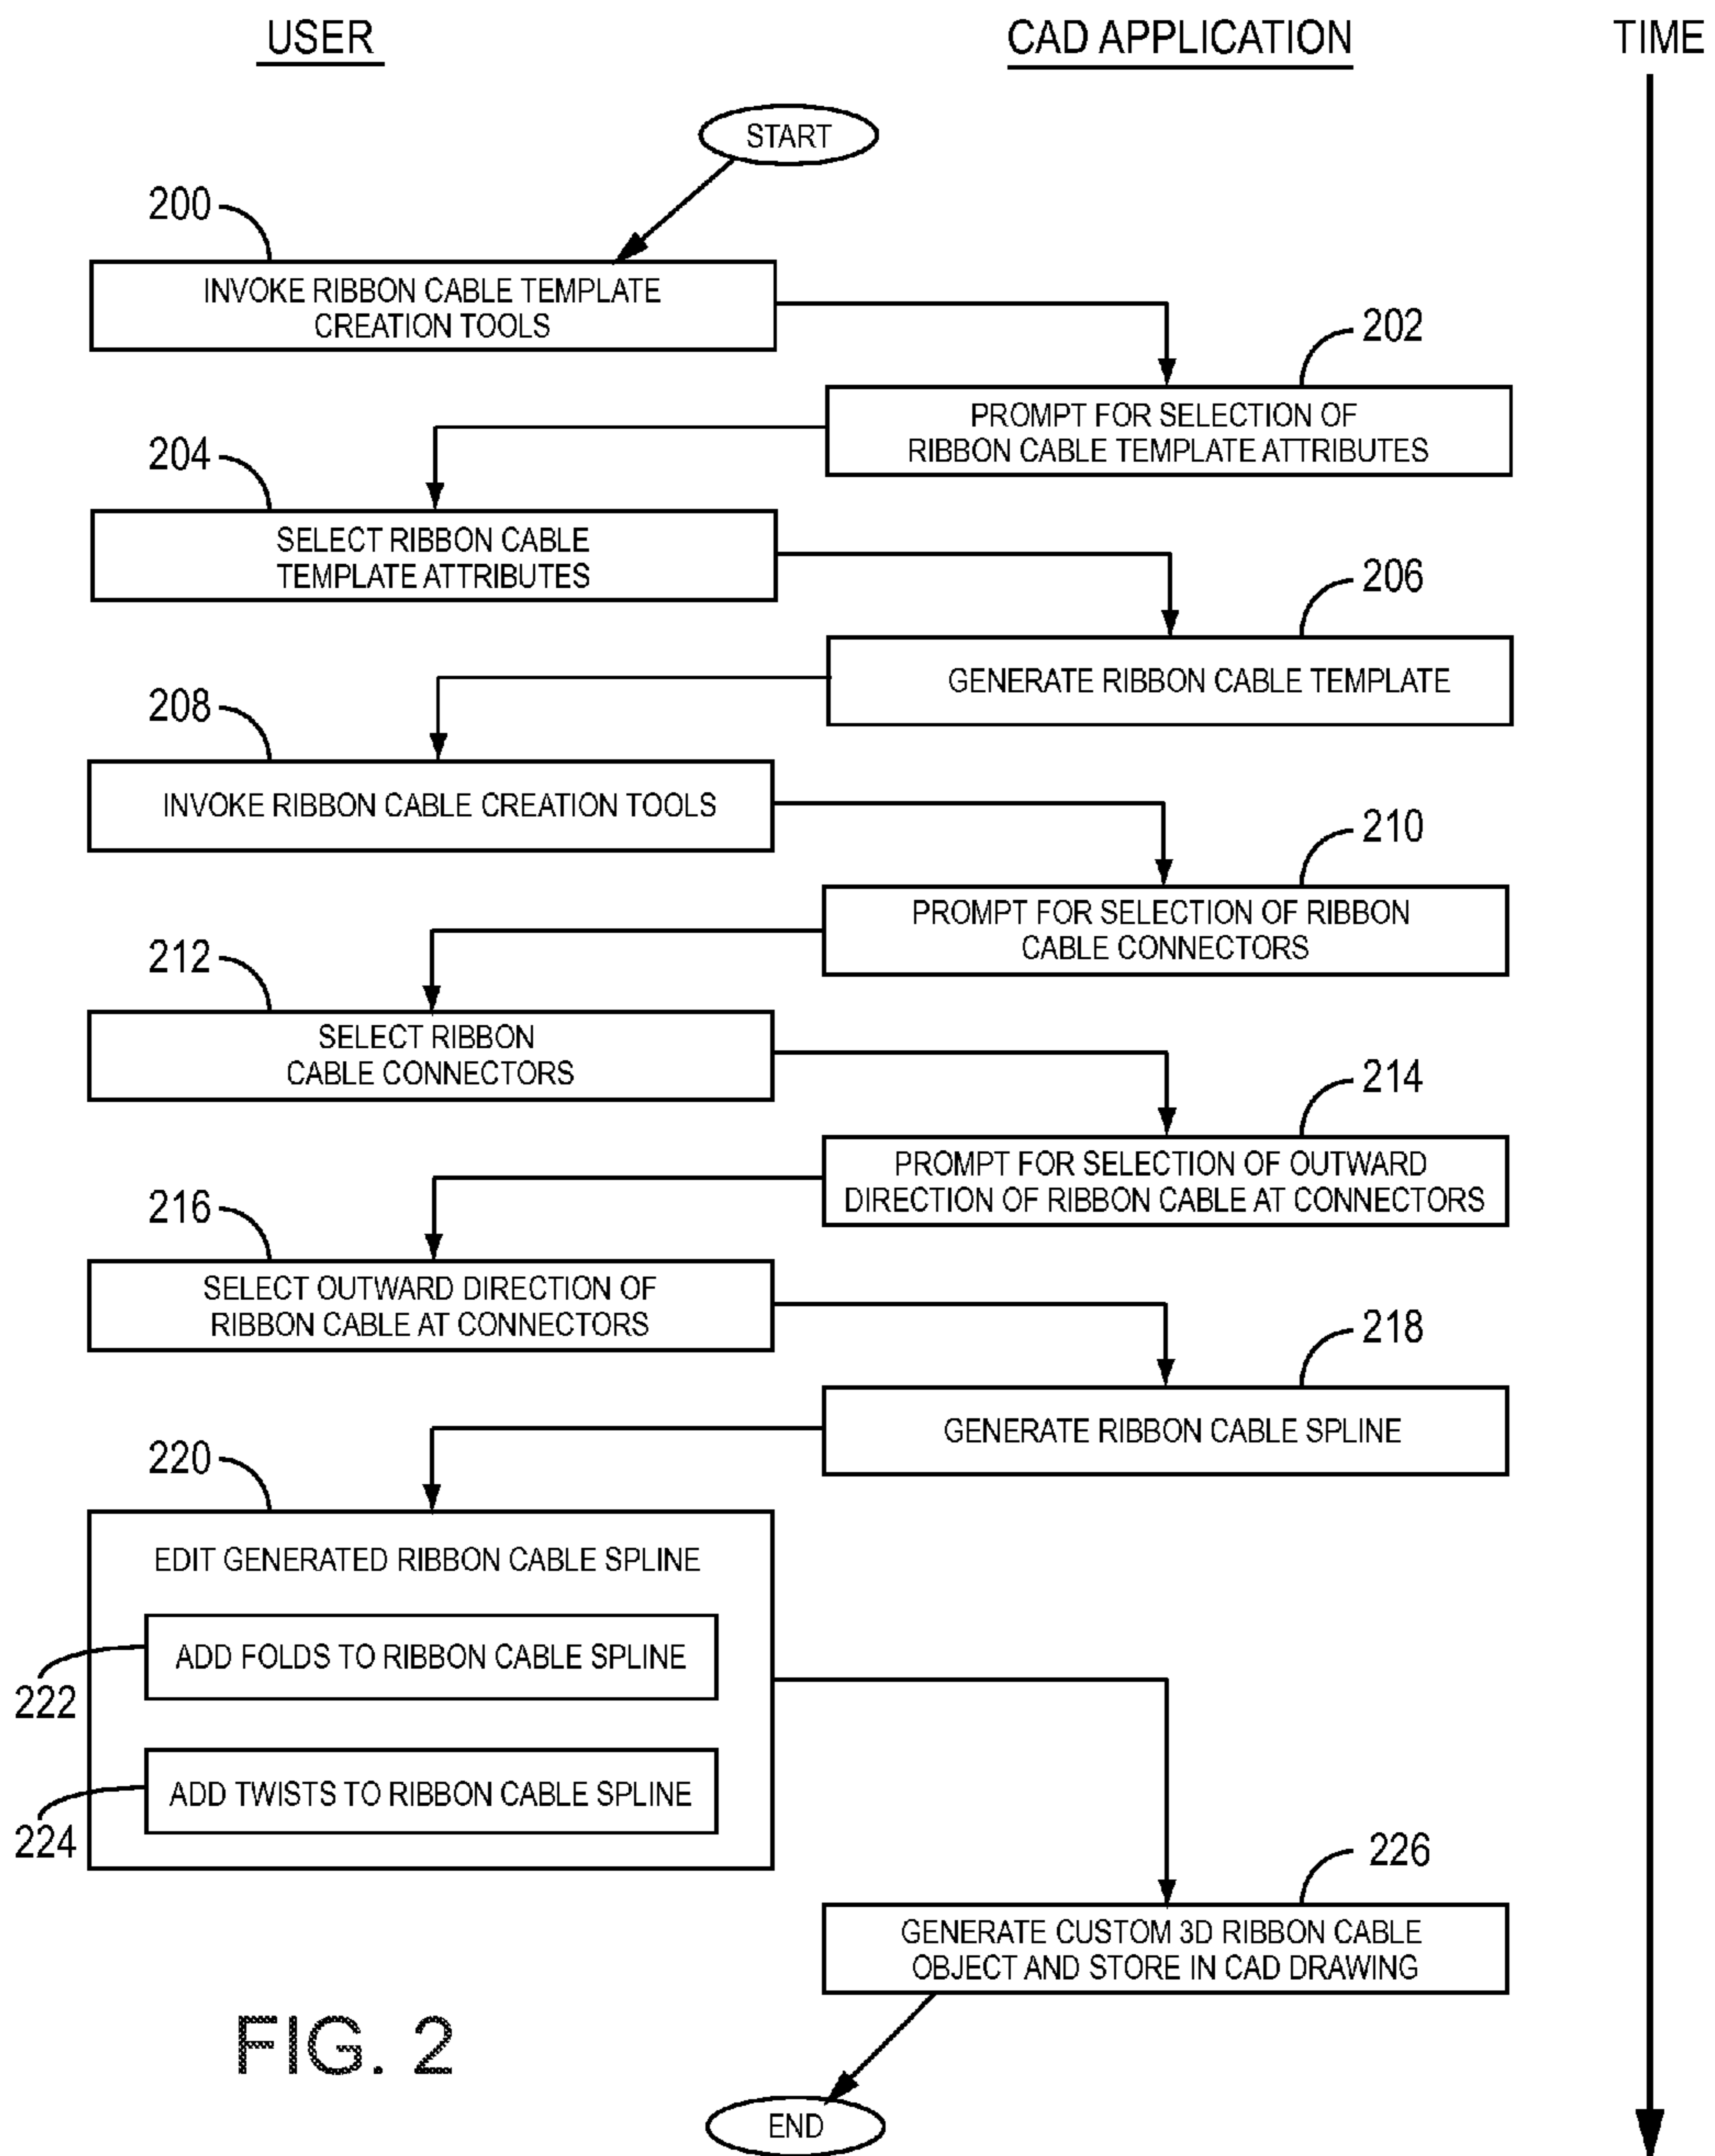 USER
CAD APPLICATION
TIME
START
200
INVOKE RIBBON CABLE TEMPLATE
CREATION TOOLS
202
PROMPT FOR SELECTION OF
RIBBON CABLE TEMPLATE ATTRIBUTES
204
SELECT RIBBON CABLE
TEMPLATE ATTRIBUTES
206
GENERATE RIBBON CABLE TEMPLATE
208
INVOKE RIBBON CABLE CREATION TOOLS
210
PROMPT FOR SELECTION OF RIBBON
CABLE CONNECTORS
212
SELECT RIBBON
CABLE CONNECTORS
214
PROMPT FOR SELECTION OF OUTWARD
DIRECTION OF RIBBON CABLE AT CONNECTORS
216
SELECT OUTWARD DIRECTION OF
RIBBON CABLE AT CONNECTORS
218
GENERATE RIBBON CABLE SPLINE
220
EDIT GENERATED RIBBON CABLE SPLINE
ADD FOLDS TO RIBBON CABLE SPLINE
222
ADD TWISTS TO RIBBON CABLE SPLINE
224
226
GENERATE CUSTOM 3D RIBBON CABLE
OBJECT AND STORE IN CAD DRAWING
FIG. 2
END